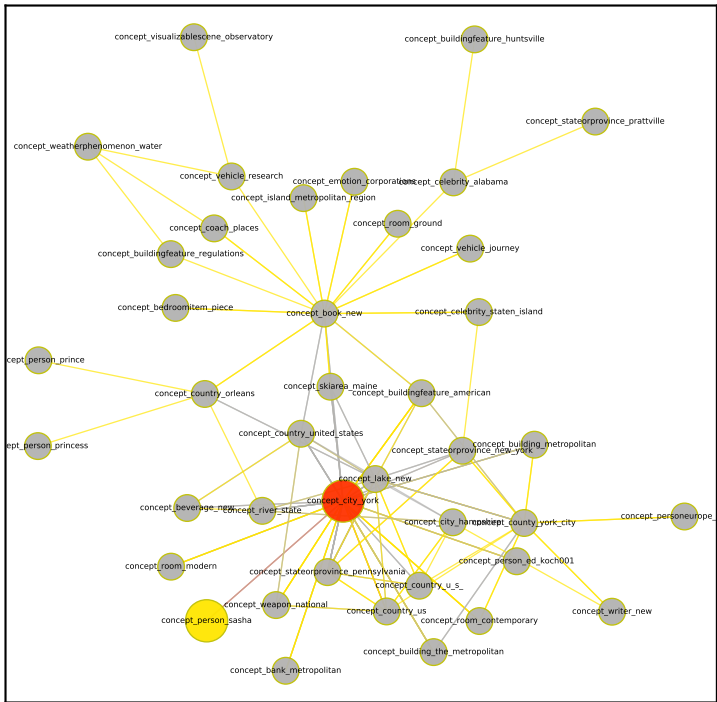 concept_visualizablescene_observatory
concept_buildingfeature_huntsville
concept_stateorprovince_prattville
concept_weatherphenomenon_water
concept_vehicle_research
concept_emotion_corporations
concept_celebrity_alabama
concept_island_metropolitan_region
concept_coach_places
concept_room_ground
concept_buildingfeature_regulations
concept_vehicle_journey
concept_bedroomitem_piece
concept_book_new
concept_celebrity_staten_island
cept_person_prince
concept_skiarea_maine
concept_country_orleans
concept_buildingfeature_american
concept_country_united_states
concept_stateorprovince_new_york
concept_building_metropolitan
ept_person_princess
concept_lake_new
concept_city_york
concept_beverage_new
concept_river_state
concept_city_hampshire
concept_county_york_city
concept_personeurope_
concept_room_modern
concept_stateorprovince_pennsylvania
concept_person_ed_koch001
concept_country_u_s_
concept_weapon_national
concept_country_us
concept_writer_new
concept_person_sasha
concept_room_contemporary
concept_building_the_metropolitan
concept_bank_metropolitan